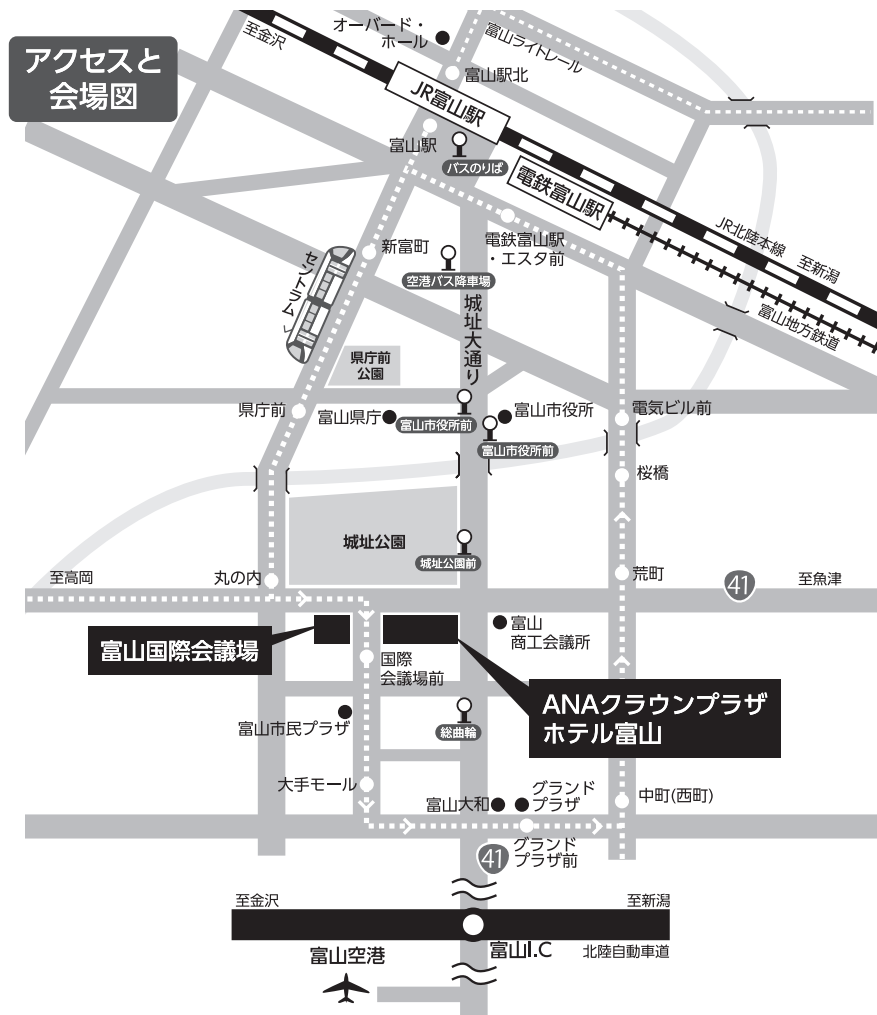 アクセスと
会場図
オーバード・
ホール
至金沢
富山ライトレール
富山駅北
JR富山駅
富山駅
バスのりば
電鉄富山駅
JR北陸本線
至新潟
富山地方鉄道
新富町
電鉄富山駅
・エスタ前
空港バス降車場
セントラム
城址大通り
県庁前
公園
県庁前
富山県庁
富山市役所前
富山市役所
富山市役所前
電気ビル前
桜橋
城址公園
城址公園前
至高岡
丸の内
荒町
41
至魚津
富山国際会議場
富山
商工会議所
国際
会議場前
ANAクラウンプラザ
ホテル富山
富山市民プラザ
総曲輪
大手モール
富山大和
グランド
プラザ
中町(西町)
グランド
プラザ前
41
至金沢
至新潟
富山I.C
北陸自動車道
富山空港